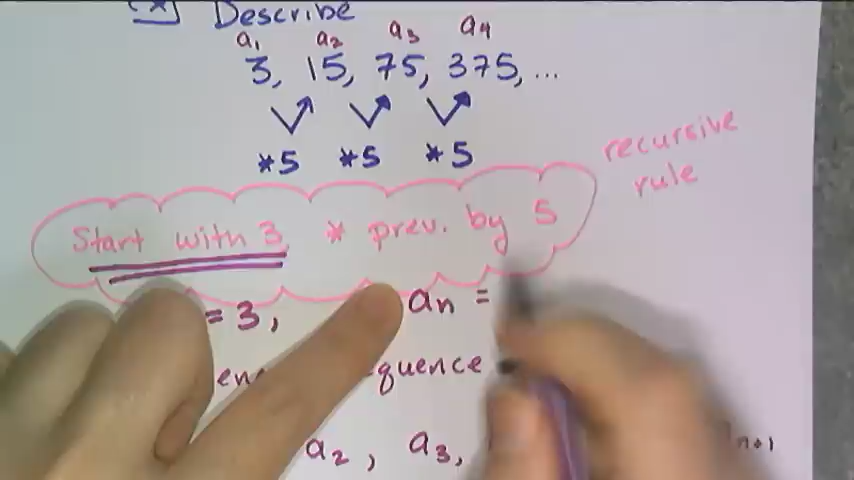 [*] Describe
a₁ a₂ a₃ a₄
3, 15, 75, 375, ...
*5 *5 *5
recursive
rule
Start with 3, * prev. by 5
= 3, aₙ =
a₂, a₃,
n+1